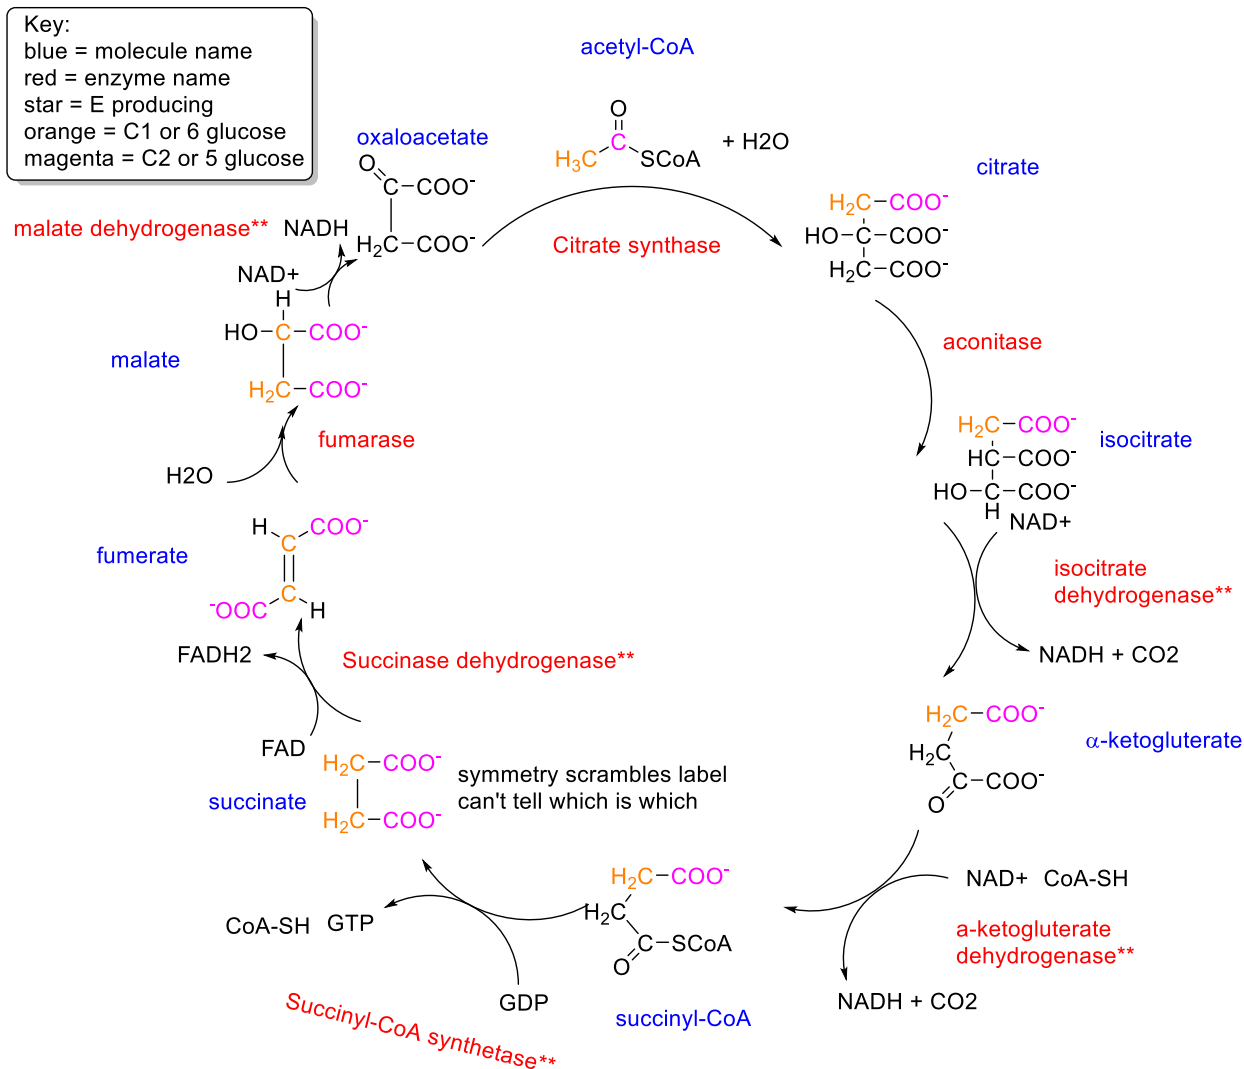 Key:
blue = molecule name
red = enzyme name
star = E producing
orange = C1 or 6 glucose
magenta = C2 or 5 glucose
acetyl-CoA
O
H3C C SCoA + H2O
oxaloacetate
O
C–COO-
H2C–COO-
Citrate synthase
citrate
H2C–COO-
HO–C–COO-
H2C–COO-
aconitase
isocitrate
H2C–COO-
HC–COO-
HO–C–COO-
H
NAD+
isocitrate
dehydrogenase**
NADH + CO2
α-ketogluterate
H2C–COO-
H2C
C–COO-
O
NAD+ CoA-SH
a-ketogluterate
dehydrogenase**
NADH + CO2
succinyl-CoA
H2C–COO-
H2C
C–SCoA
O
GDP
Succinyl-CoA synthetase**
CoA-SH GTP
succinate
H2C–COO-
H2C–COO-
symmetry scrambles label
can't tell which is which
FAD
Succinase dehydrogenase**
FADH2
fumerate
H COO-
C
C
-OOC H
H2O
fumarase
malate
H
HO–C–COO-
H2C–COO-
NAD+
malate dehydrogenase** NADH